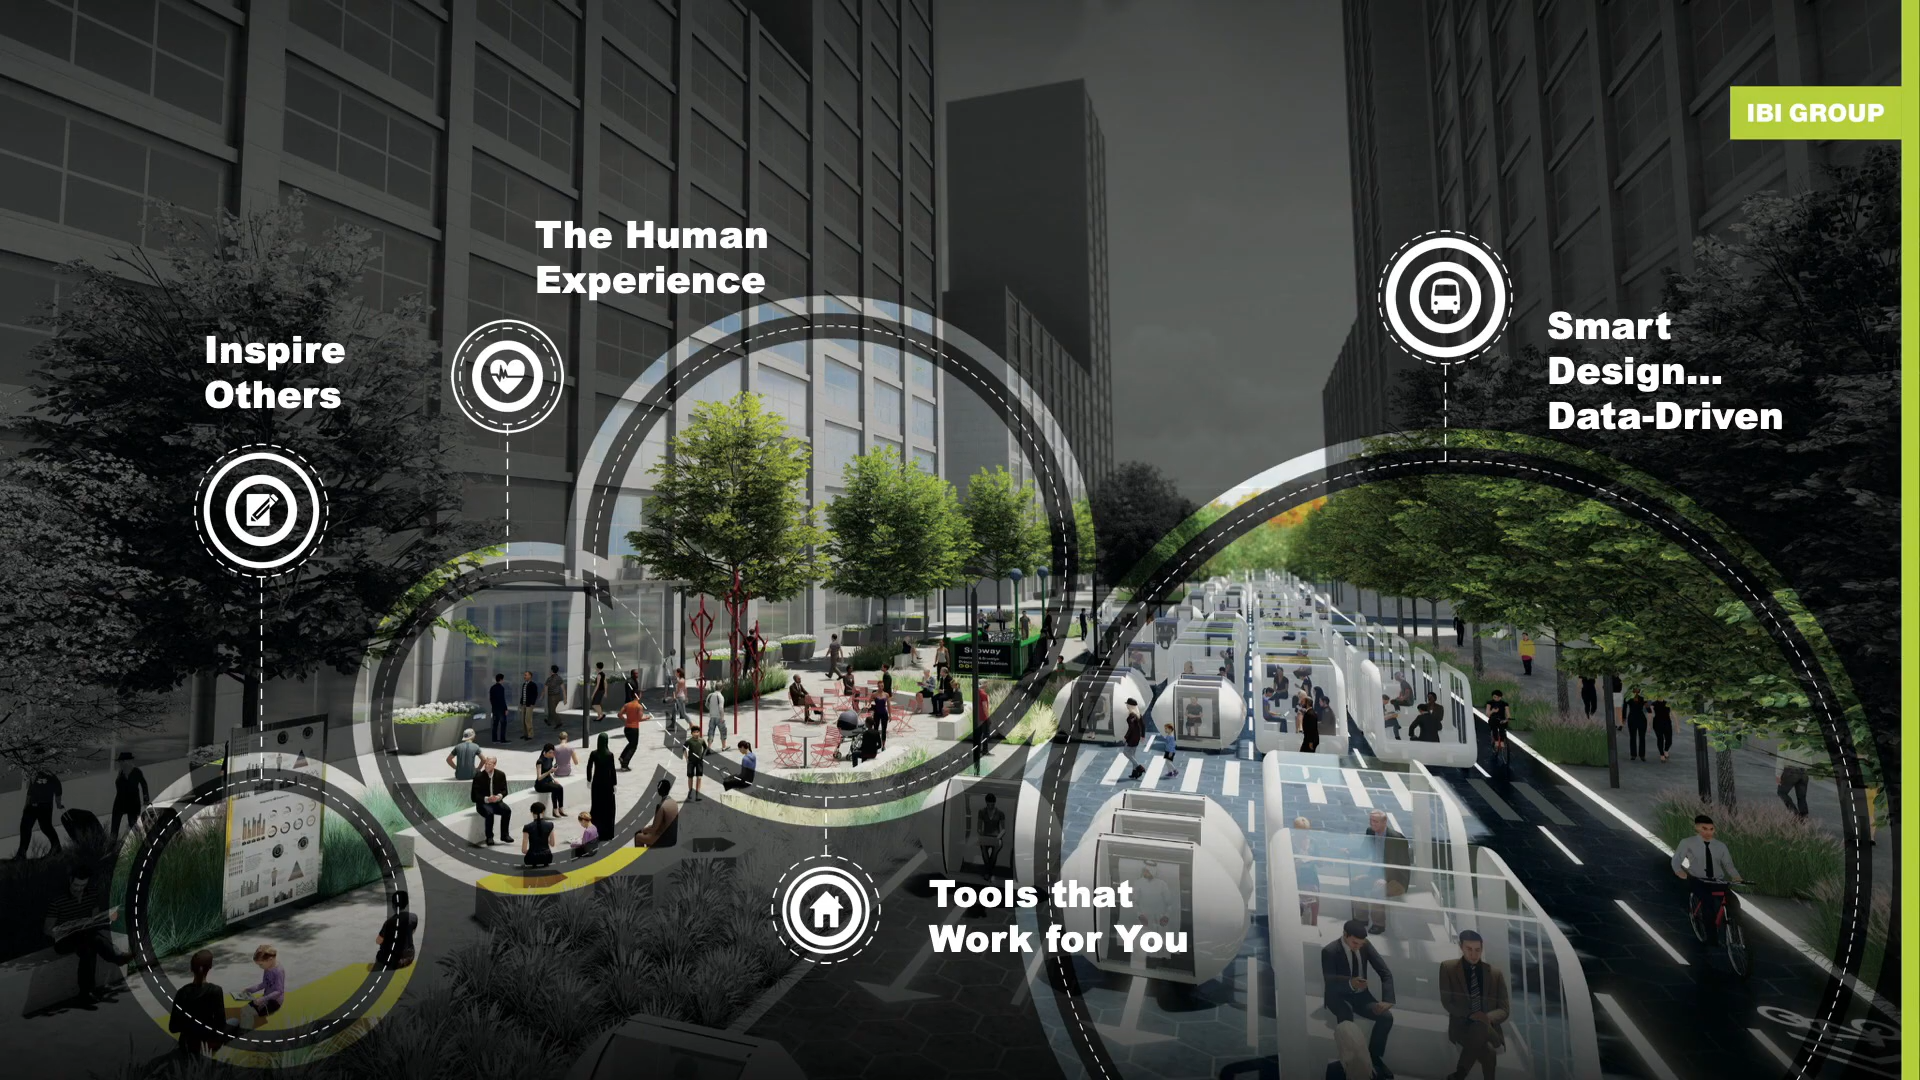 IBI GROUP
The Human
Experience
Inspire
Others
Smart
Design...
Data-Driven
Subway
Tools that
Work for You